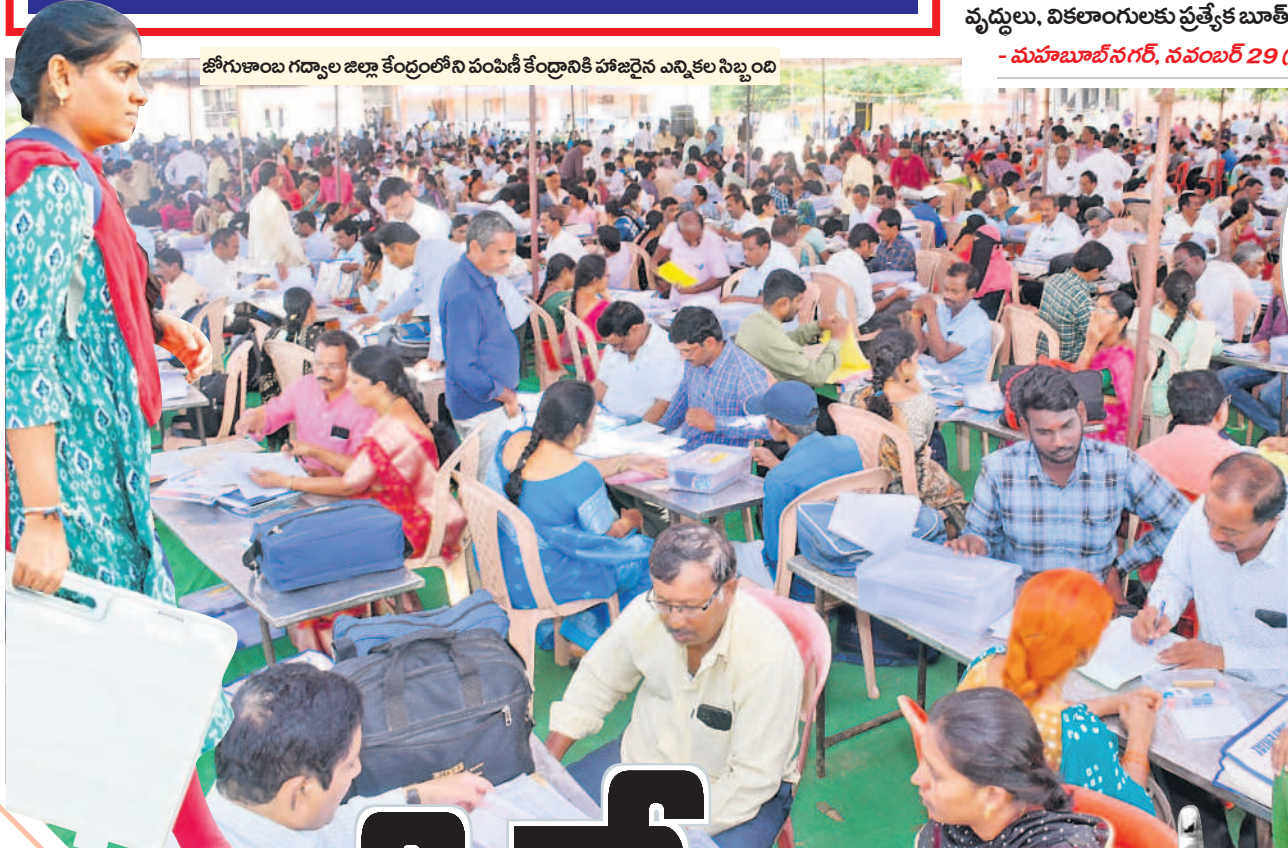 వృద్ధులు, వికలాంగులకు ప్రత్యేక బూత్
- మహబూబ్‌నగర్, నవంబర్ 29
జోగుళాంబ గద్వాల జిల్లా కేంద్రంలోని పంపిణీ కేంద్రానికి హాజరైన ఎన్నికల సిబ్బంది